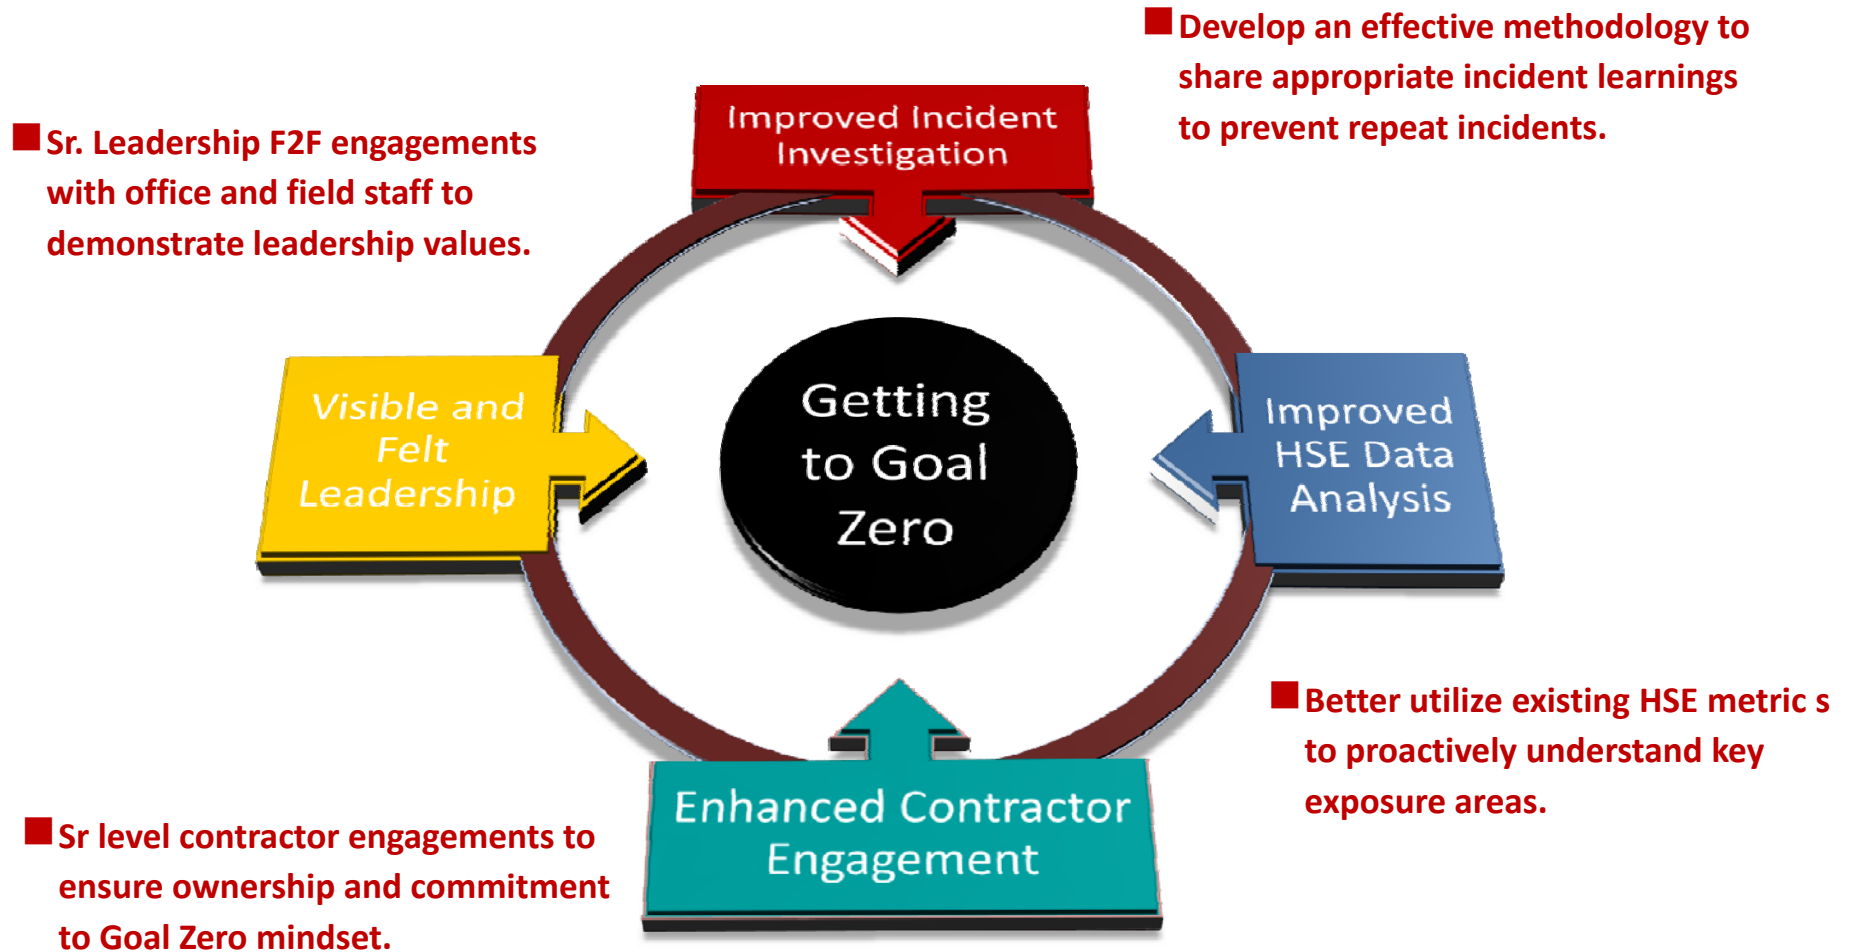 Develop an effective methodology to
share appropriate incident learnings
to prevent repeat incidents.
Improved Incident
Investigation
Sr. Leadership F2F engagements
with office and field staff to
demonstrate leadership values.
Visible and
Felt
Leadership
Getting
to Goal
Zero
Improved
HSE Data
Analysis
Better utilize existing HSE metric s
to proactively understand key
exposure areas.
Enhanced Contractor
Engagement
Sr level contractor engagements to
ensure ownership and commitment
to Goal Zero mindset.